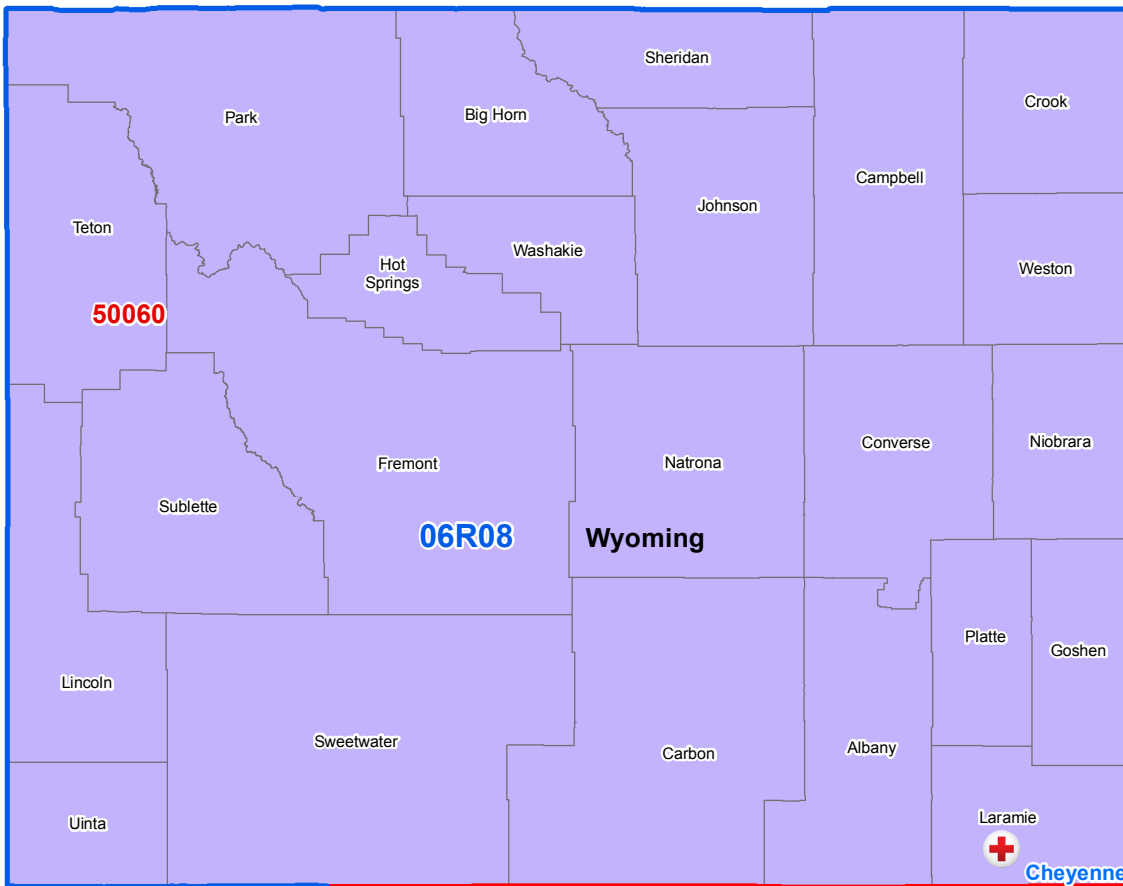 Sheridan
Crook
Park
Big Horn
Campbell
Johnson
Teton
Washakie
Hot
Springs
Weston
50060
Converse
Niobrara
Fremont
Natrona
Sublette
06R08
Wyoming
Platte
Goshen
Lincoln
Sweetwater
Carbon
Albany
Laramie
Uinta
Cheyenne